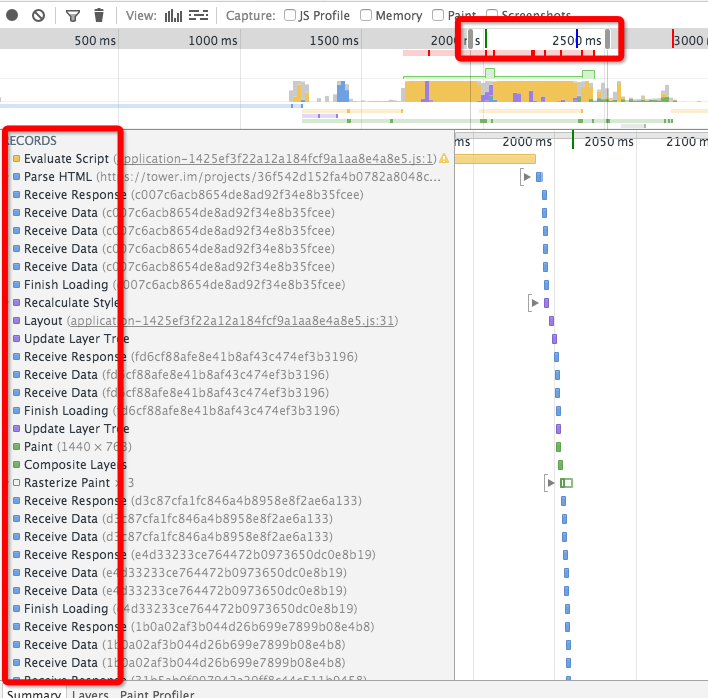 View: Capture: JS Profile Memory Paint Screenshots
500 ms 1000 ms 1500 ms 2000 ms 2500 ms 3000
RECORDS
ms 2000 ms 2050 ms 2100 m
Evaluate Script (application-1425ef3f22a12a184fcf9a1aa8e4a8e5.js:1)
Parse HTML (https://tower.im/projects/36f542d152fa4b0782a8048c...
Receive Response (c007c6acb8654de8ad92f34e8b35fcee)
Receive Data (c007c6acb8654de8ad92f34e8b35fcee)
Receive Data (c007c6acb8654de8ad92f34e8b35fcee)
Receive Data (c007c6acb8654de8ad92f34e8b35fcee)
Receive Data (c007c6acb8654de8ad92f34e8b35fcee)
Finish Loading (c007c6acb8654de8ad92f34e8b35fcee)
Recalculate Style
Layout (application-1425ef3f22a12a184fcf9a1aa8e4a8e5.js:31)
Update Layer Tree
Receive Response (fd6cf88afe8e41b8af43c474ef3b3196)
Receive Data (fd6cf88afe8e41b8af43c474ef3b3196)
Receive Data (fd6cf88afe8e41b8af43c474ef3b3196)
Finish Loading (fd6cf88afe8e41b8af43c474ef3b3196)
Update Layer Tree
Paint (1440 × 763)
Composite Layers
Rasterize Paint × 3
Receive Response (d3c87cfa1fc846a4b8958e8f2ae6a133)
Receive Data (d3c87cfa1fc846a4b8958e8f2ae6a133)
Receive Data (d3c87cfa1fc846a4b8958e8f2ae6a133)
Receive Response (e4d33233ce764472b0973650dc0e8b19)
Receive Data (e4d33233ce764472b0973650dc0e8b19)
Receive Data (e4d33233ce764472b0973650dc0e8b19)
Finish Loading (e4d33233ce764472b0973650dc0e8b19)
Receive Response (1b0a02af3b044d26b699e7899b44e4b8)
Receive Data (1b0a02af3b044d26b699e7899b44e4b8)
Receive Data (1b0a02af3b044d26b699e7899b44e4b8)
Receive Response
Summary Layers Paint Profiler